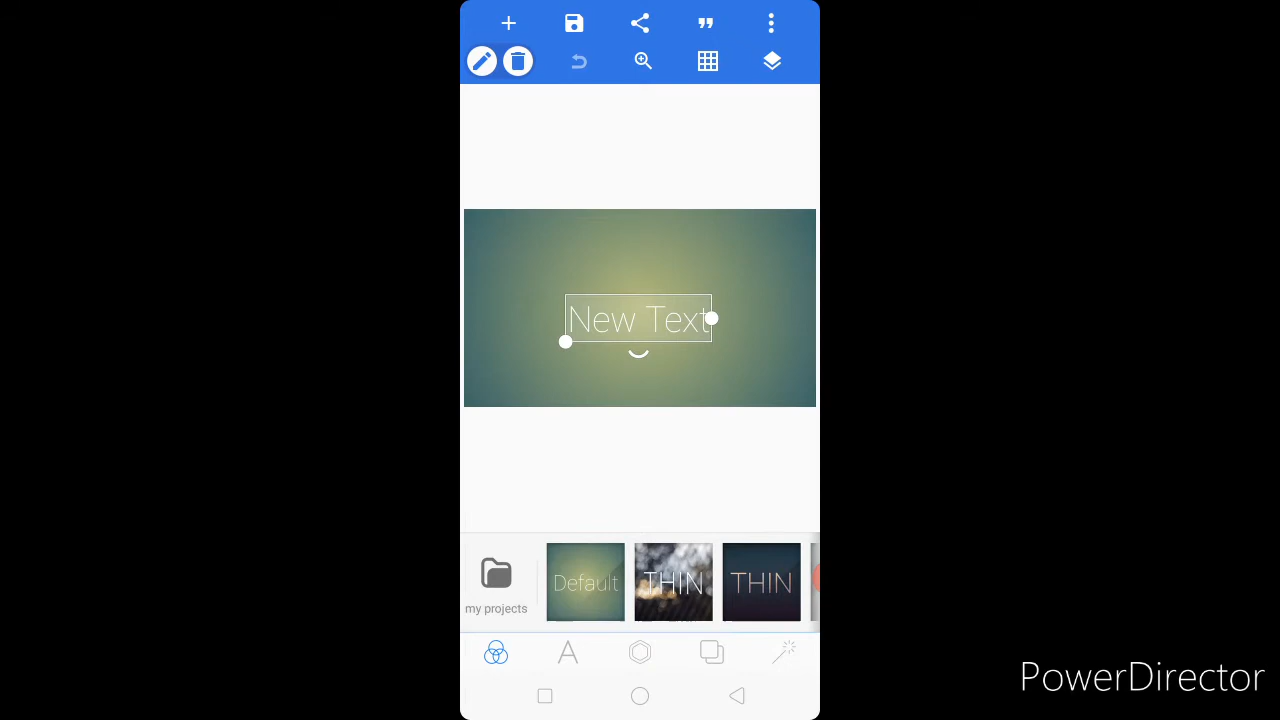 New Text
Default
THIN
THIN
my projects
PowerDirector